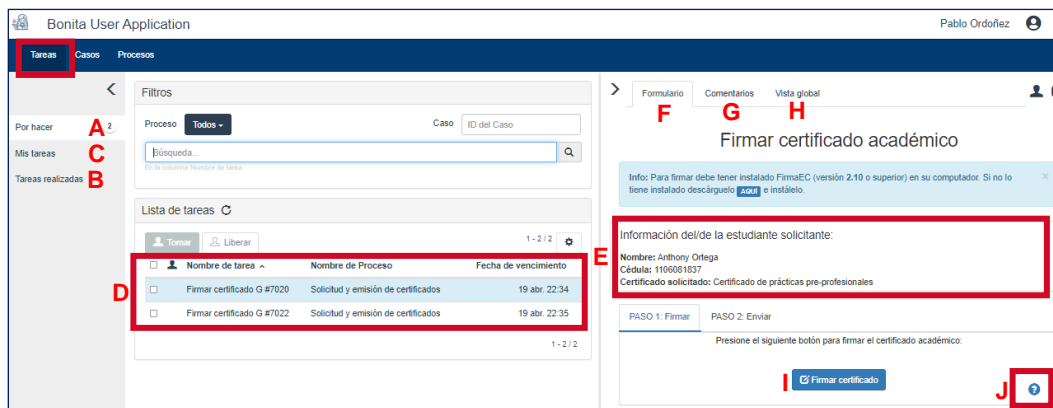 Bonita User Application
Pablo Ordoñez
Tareas Casos Procesos
Por hacer A 2
Mis tareas C
Tareas realizadas B
Filtros
Proceso Todos Caso ID del Caso
Búsqueda...
En la columna Nombre de tarea
Lista de tareas
Tomar Liberar 1 - 2 / 2
D
Nombre de tarea Nombre de Proceso Fecha de vencimiento
Firmar certificado G #7020 Solicitud y emisión de certificados 19 abr. 22:34
Firmar certificado G #7022 Solicitud y emisión de certificados 19 abr. 22:35
1 - 2 / 2
Formulario Comentarios Vista global
F G H
Firmar certificado académico
Info: Para firmar debe tener instalado FirmaEC (versión 2.10 o superior) en su computador. Si no lo ×
tiene instalado descárguelo AQUÍ e instálelo.
E
Información del/de la estudiante solicitante:
Nombre: Anthony Ortega
Cédula: 1106081837
Certificado solicitado: Certificado de prácticas pre-profesionales
PASO 1: Firmar PASO 2: Enviar
Presione el siguiente botón para firmar el certificado académico:
I Firmar certificado
J ?